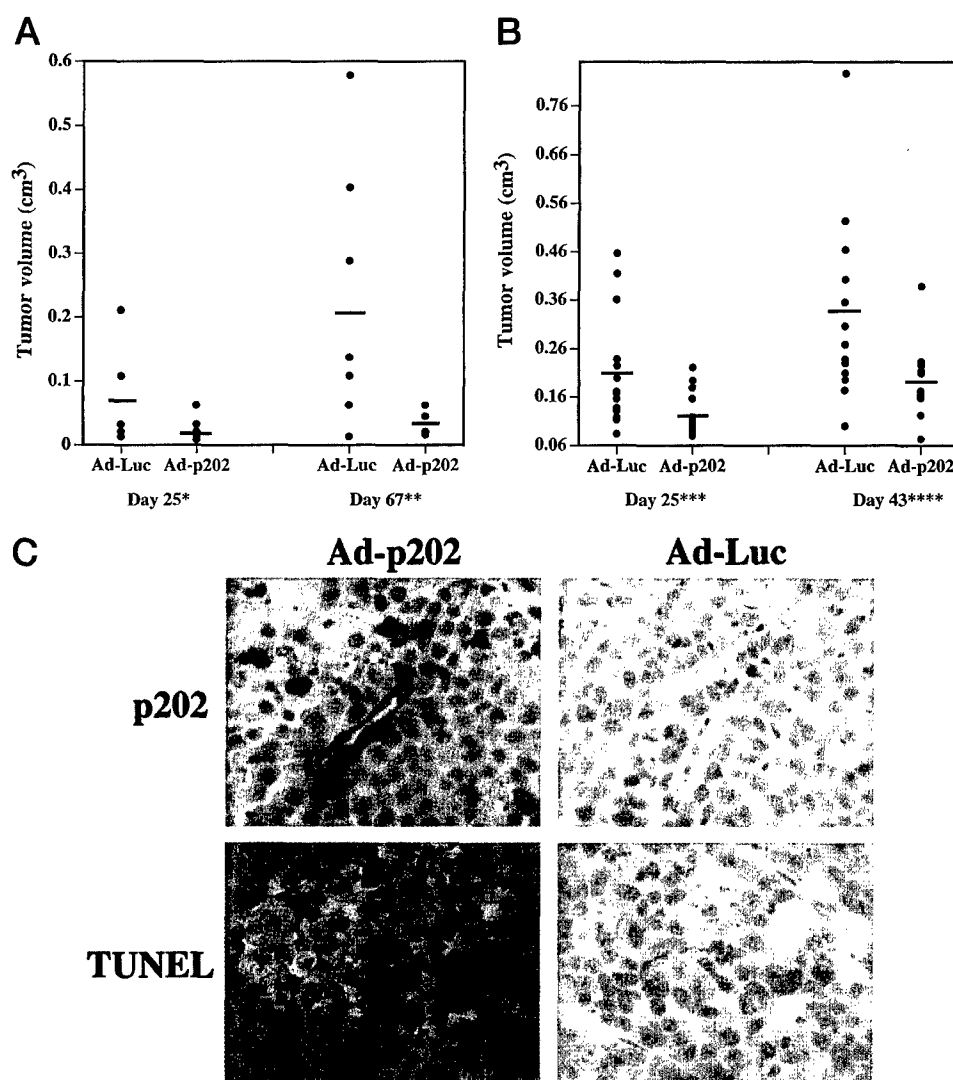 A
Tumor volume (cm3)
0.6
0.5
0.4
0.3
0.2
0.1
0
Ad-Luc Ad-p202 Ad-Luc Ad-p202
Day 25* Day 67**
B
Tumor volume (cm3)
0.76
0.66
0.56
0.46
0.36
0.26
0.16
0.06
Ad-Luc Ad-p202 Ad-Luc Ad-p202
Day 25*** Day 43****
C
Ad-p202 Ad-Luc
p202
TUNEL